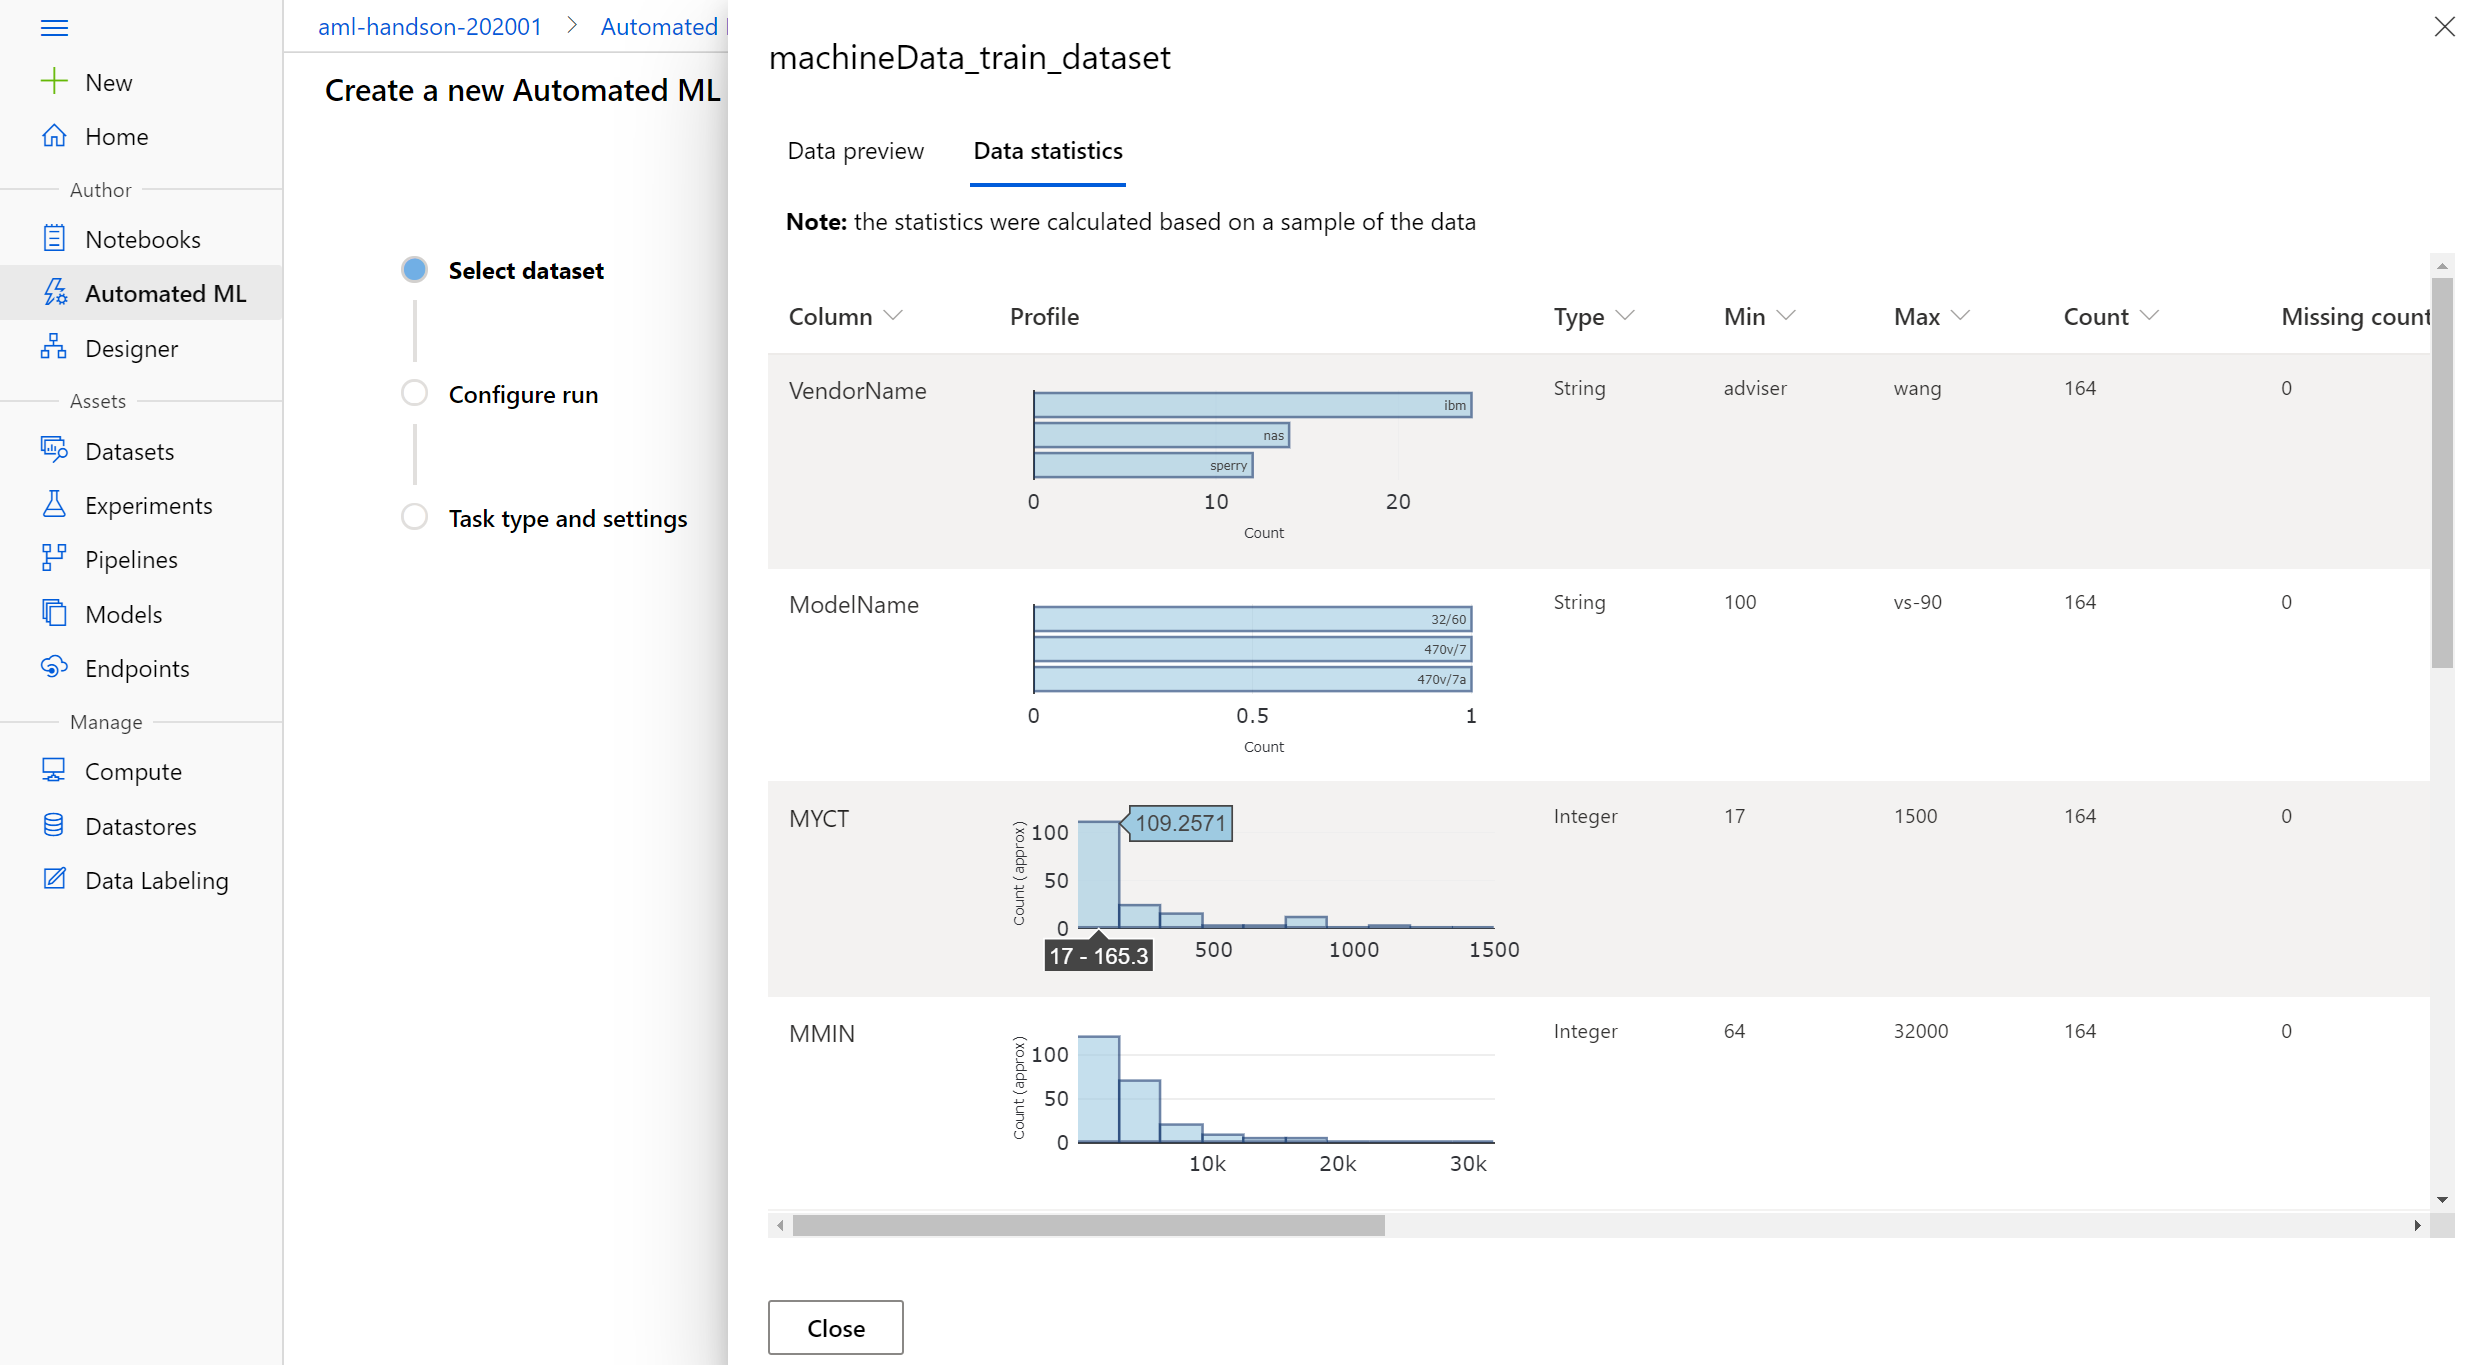 New
Home
Author
Notebooks
Automated ML
Designer
Assets
Datasets
Experiments
Pipelines
Models
Endpoints
Manage
Compute
Datastores
Data Labeling
aml-handson-202001 > Automated
Create a new Automated ML
Select dataset
Configure run
Task type and settings
machineData_train_dataset
Data preview Data statistics
Note: the statistics were calculated based on a sample of the data
Column Profile Type Min Max Count Missing count
VendorName String adviser wang 164 0
ibm
nas
sperry
0 10 20
Count
ModelName String 100 vs-90 164 0
32/60
470v/7
470v/7a
0 0.5 1
Count
MYCT Integer 17 1500 164 0
109.2571
Count (approx)
100
50
0
17 - 165.3 500 1000 1500
MMIN Integer 64 32000 164 0
Count (approx)
100
50
0
10k 20k 30k
Close